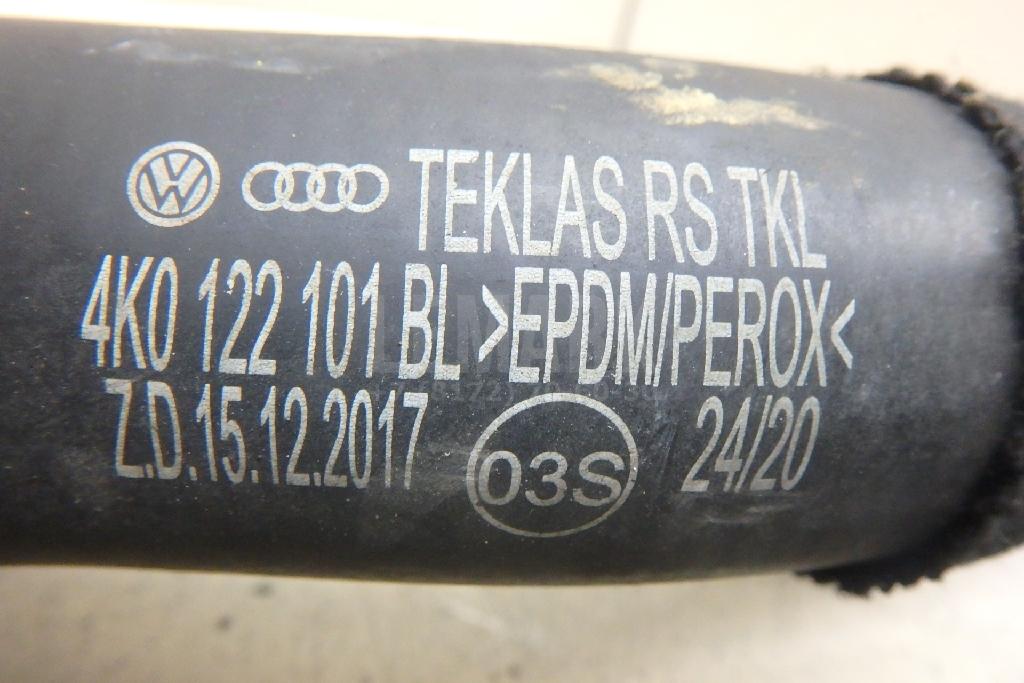 TEKLAS RS TKL
4K0 122 101 BL >EPDM/PEROX<
Z.D.15.12.2017 03S 24/20